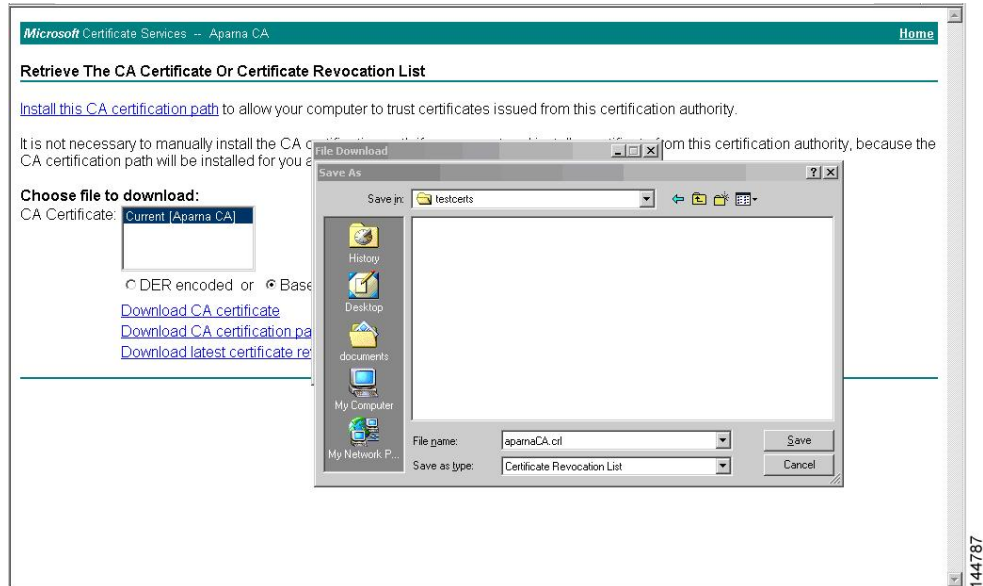 Microsoft Certificate Services -- Aparna CA Home
Retrieve The CA Certificate Or Certificate Revocation List
Install this CA certification path to allow your computer to trust certificates issued from this certification authority.
It is not necessary to manually install the CA om this certification authority, because the
CA certification path will be installed for you
Choose file to download:
CA Certificate: Current [Aparna CA]
DER encoded or Base
Download CA certificate
Download CA certification pa
Download latest certificate re
File Download
Save As
Save in: testcerts
History
Desktop
documents
My Computer
My Network P...
File name: aparnaCA.crl Save
Save as type: Certificate Revocation List Cancel
144787